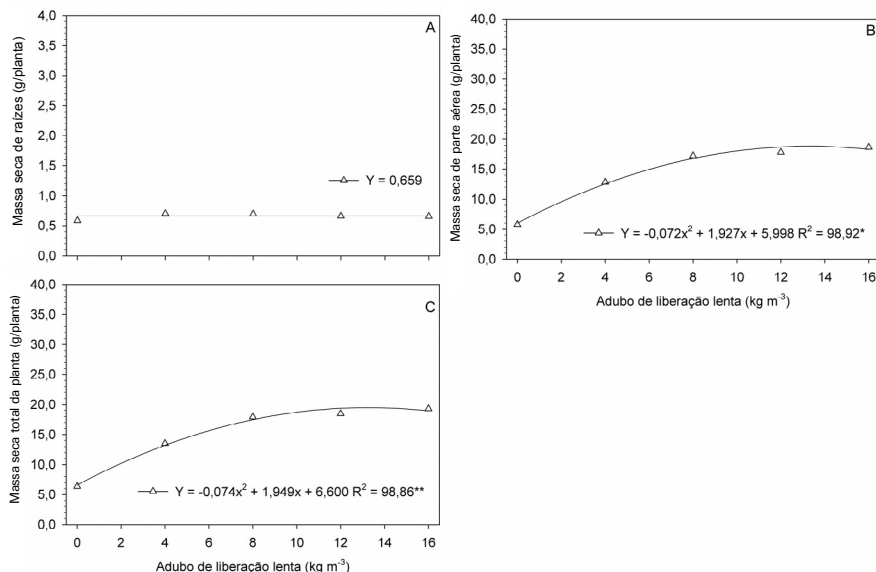 A
Massa seca de raízes (g/planta)
4,0
3,5
3,0
2,5
2,0
1,5
1,0
0,5
0,0
Y = 0,659
B
Massa seca de parte aérea (g/planta)
40,0
35,0
30,0
25,0
20,0
15,0
10,0
5,0
0,0
Y = -0,072x² + 1,927x + 5,998 R² = 98,92*
0 2 4 6 8 10 12 14 16
Adubo de liberação lenta (kg m⁻³)
C
Massa seca total da planta (g/planta)
40,0
35,0
30,0
25,0
20,0
15,0
10,0
5,0
0,0
Y = -0,074x² + 1,949x + 6,600 R² = 98,86**
0 2 4 6 8 10 12 14 16
Adubo de liberação lenta (kg m⁻³)